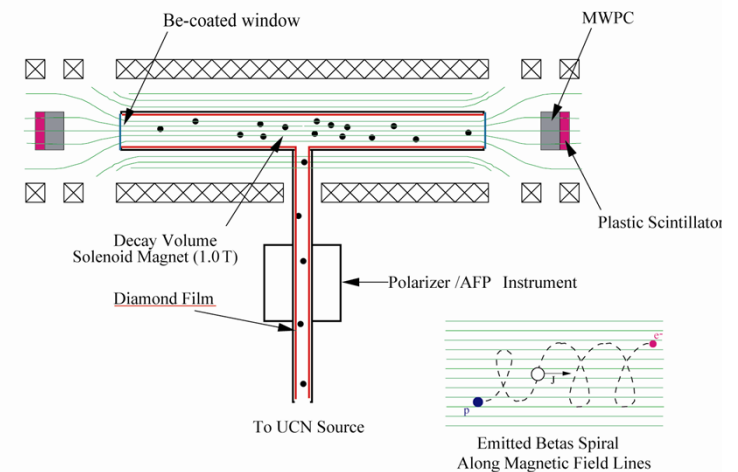 Be-coated window
MWPC
Plastic Scintillator
Decay Volume
Solenoid Magnet (1.0 T)
Polarizer /AFP Instrument
Diamond Film
To UCN Source
e-
J
p
Emitted Betas Spiral
Along Magnetic Field Lines